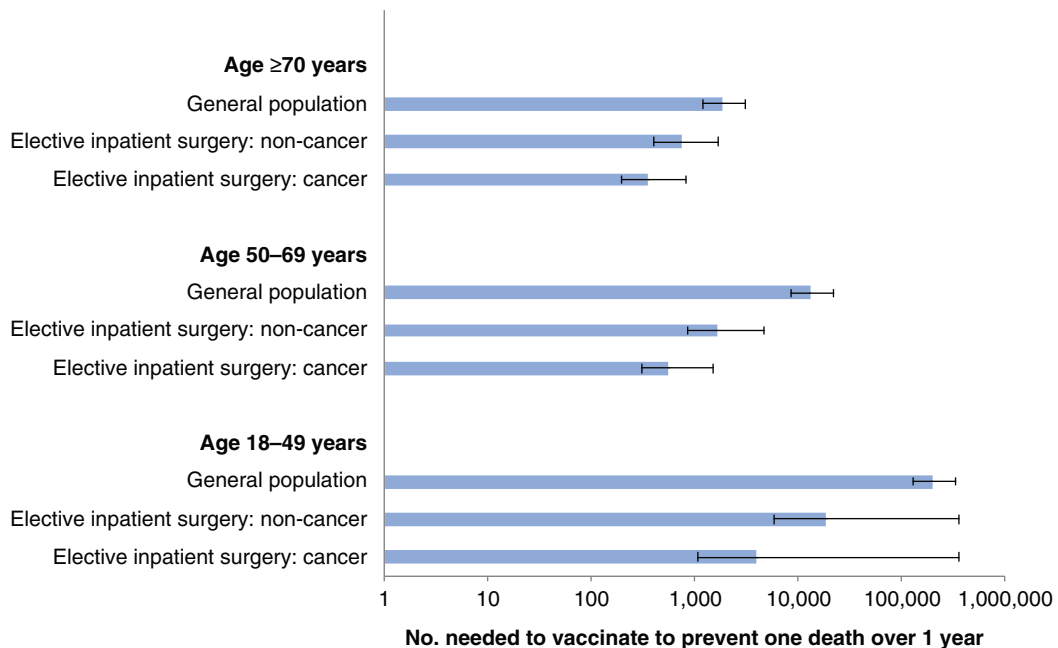 Age ≥70 years
General population
Elective inpatient surgery: non-cancer
Elective inpatient surgery: cancer
Age 50–69 years
General population
Elective inpatient surgery: non-cancer
Elective inpatient surgery: cancer
Age 18–49 years
General population
Elective inpatient surgery: non-cancer
Elective inpatient surgery: cancer
1 10 100 1,000 10,000 100,000 1,000,000
No. needed to vaccinate to prevent one death over 1 year